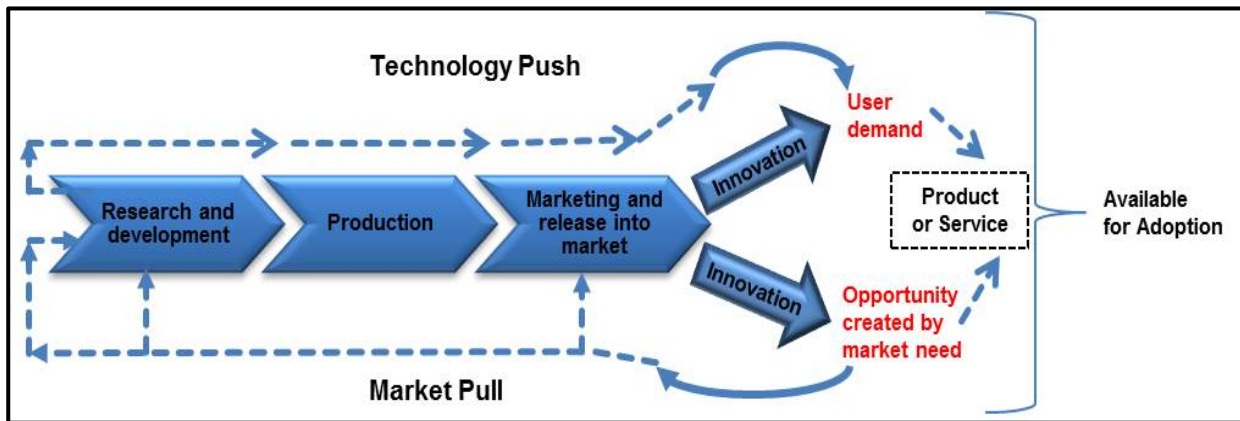 Technology Push
Research and
development
Production
Marketing and
release into
market
Innovation
Innovation
User
demand
Opportunity
created by
market need
Product
or Service
Available
for Adoption
Market Pull